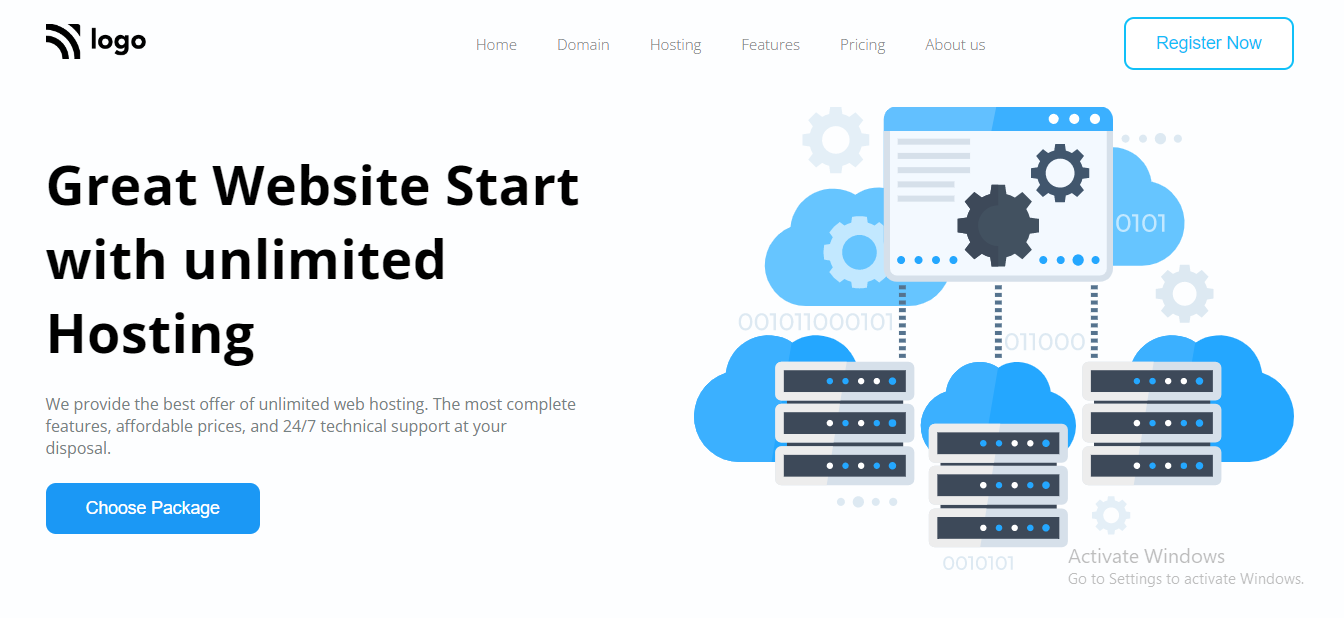 logo
Home Domain Hosting Features Pricing About us
Register Now
Great Website Start
with unlimited
Hosting
We provide the best offer of unlimited web hosting. The most complete
features, affordable prices, and 24/7 technical support at your
disposal.
Choose Package
0101
001011000101
011000
0010101
Activate Windows
Go to Settings to activate Windows.